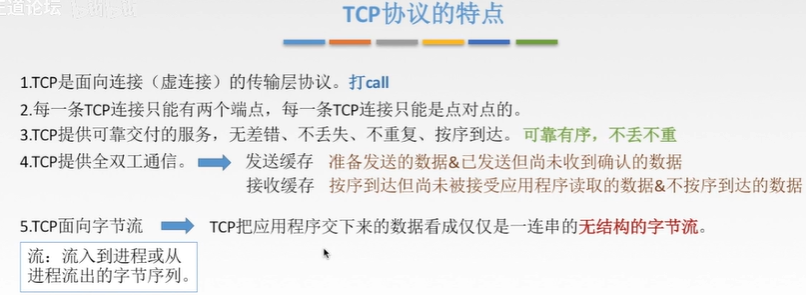 王道论坛
TCP协议的特点
1.TCP是面向连接（虚连接）的传输层协议。打call
2.每一条TCP连接只能有两个端点，每一条TCP连接只能是点对点的。
3.TCP提供可靠交付的服务，无差错、不丢失、不重复、按序到达。可靠有序，不丢不重
4.TCP提供全双工通信。 发送缓存 准备发送的数据&已发送但尚未收到确认的数据
接收缓存 按序到达但尚未被接受应用程序读取的数据&不按序到达的数据
5.TCP面向字节流 TCP把应用程序交下来的数据看成仅仅是一连串的无结构的字节流。
流：流入到进程或从
进程流出的字节序列。